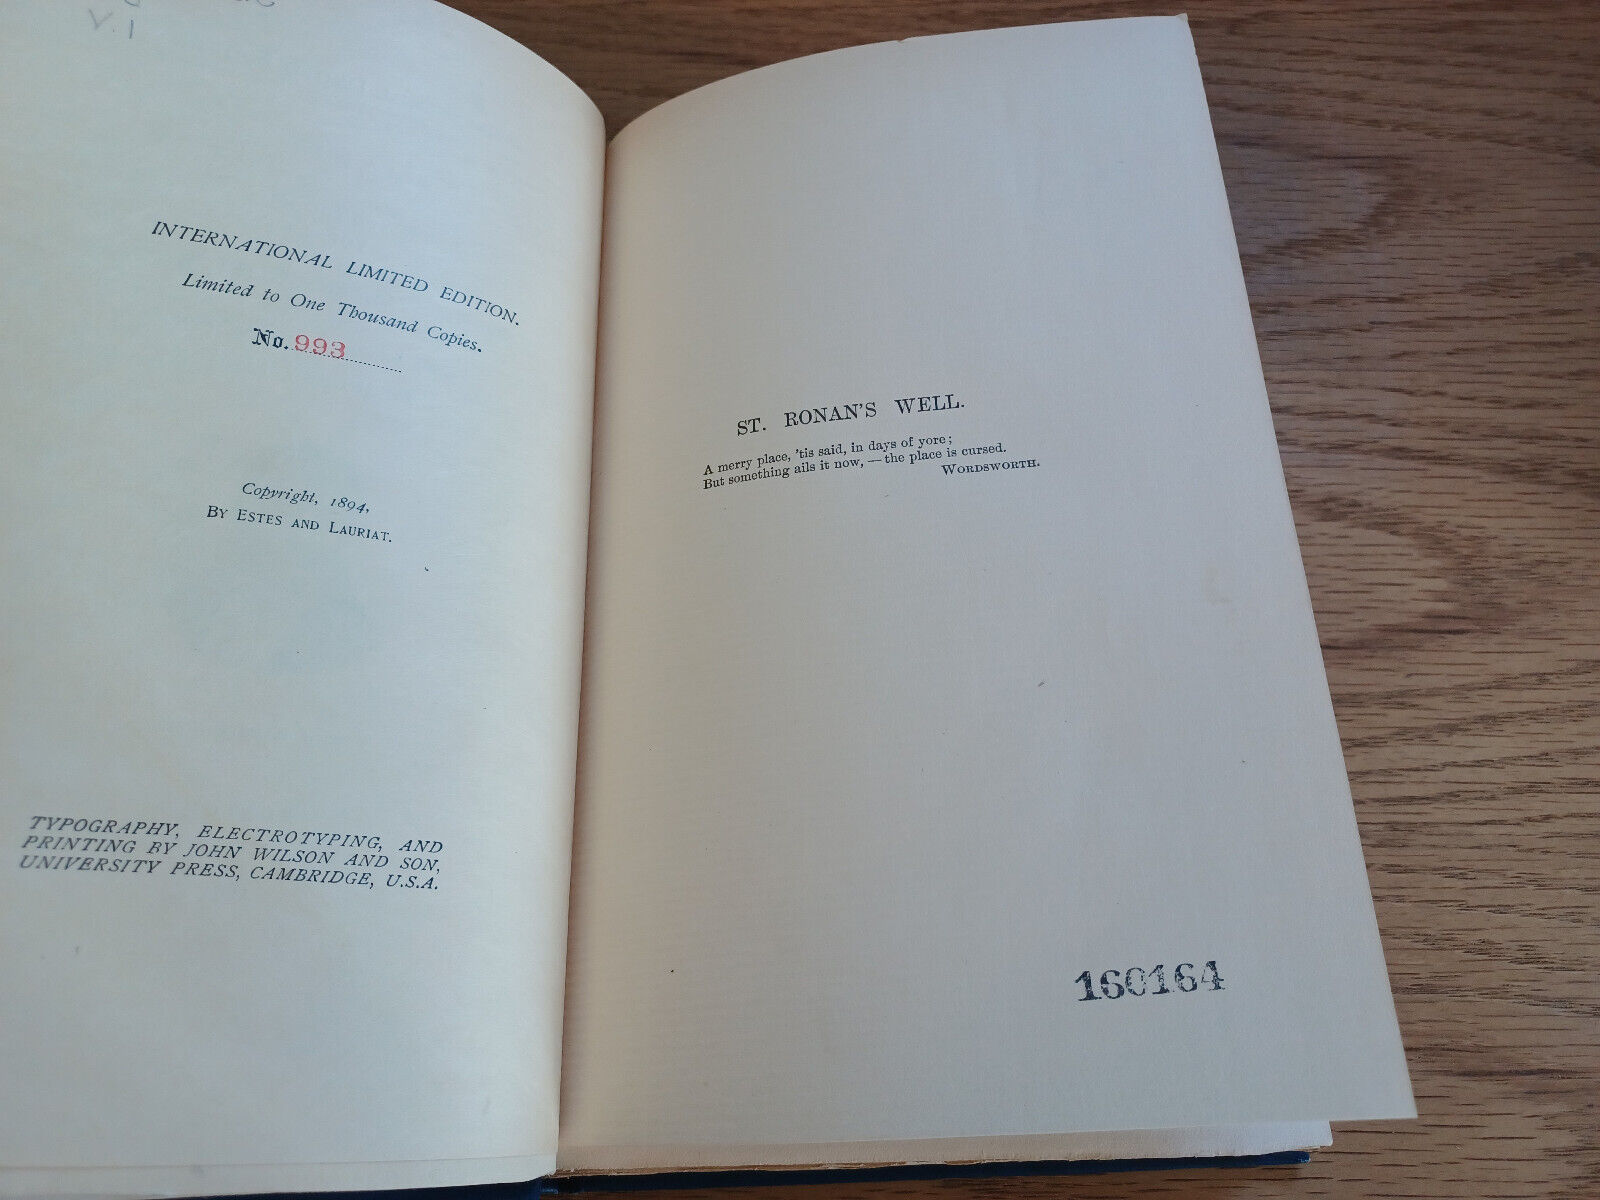 V.1
INTERNATIONAL LIMITED EDITION.
Limited to One Thousand Copies.
No. 993
Copyright, 1894,
BY ESTES AND LAURIAT.
TYPOGRAPHY, ELECTROTYPING, AND
PRINTING BY JOHN WILSON AND SON,
UNIVERSITY PRESS, CAMBRIDGE, U.S.A.
ST. RONAN'S WELL.
A merry place, 'tis said, in days of yore;
But something ails it now, — the place is cursed.
WORDSWORTH.
160164